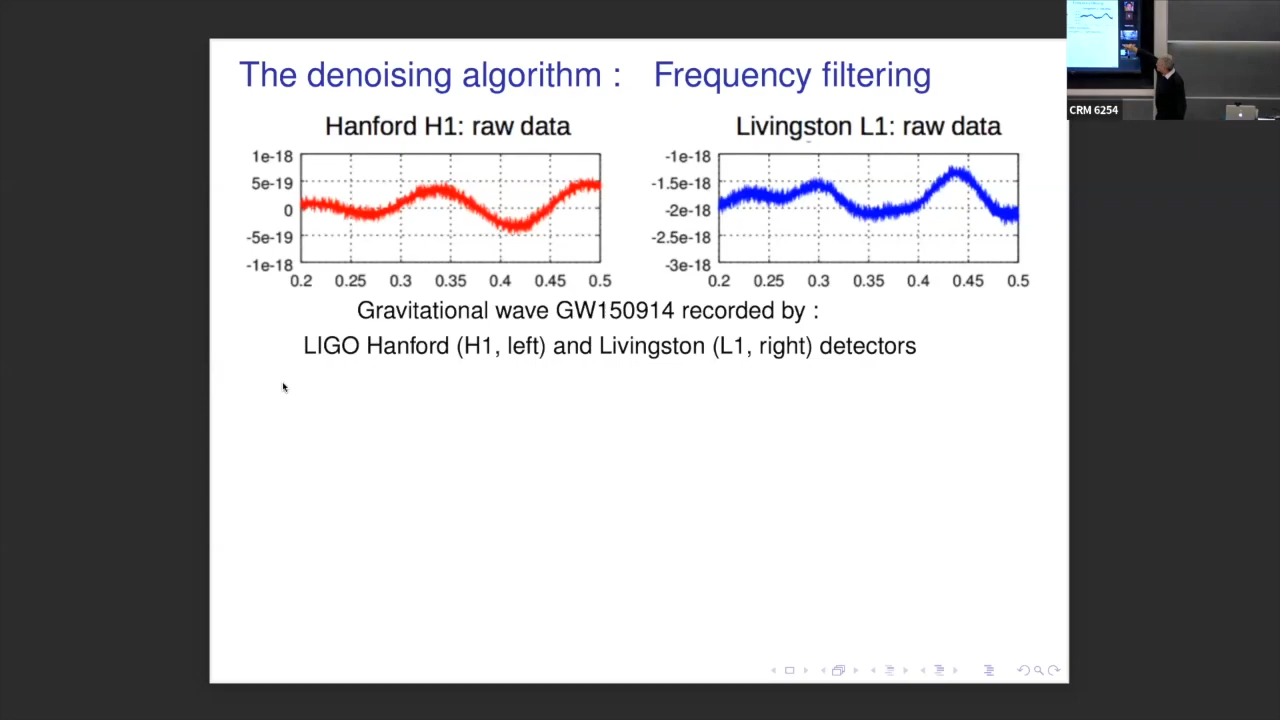 The denoising algorithm : Frequency filtering
Hanford H1: raw data
1e-18
5e-19
0
-5e-19
-1e-18
0.2 0.25 0.3 0.35 0.4 0.45 0.5
Livingston L1: raw data
-1e-18
-1.5e-18
-2e-18
-2.5e-18
-3e-18
0.2 0.25 0.3 0.35 0.4 0.45 0.5
Gravitational wave GW150914 recorded by :
LIGO Hanford (H1, left) and Livingston (L1, right) detectors
CRM 6254